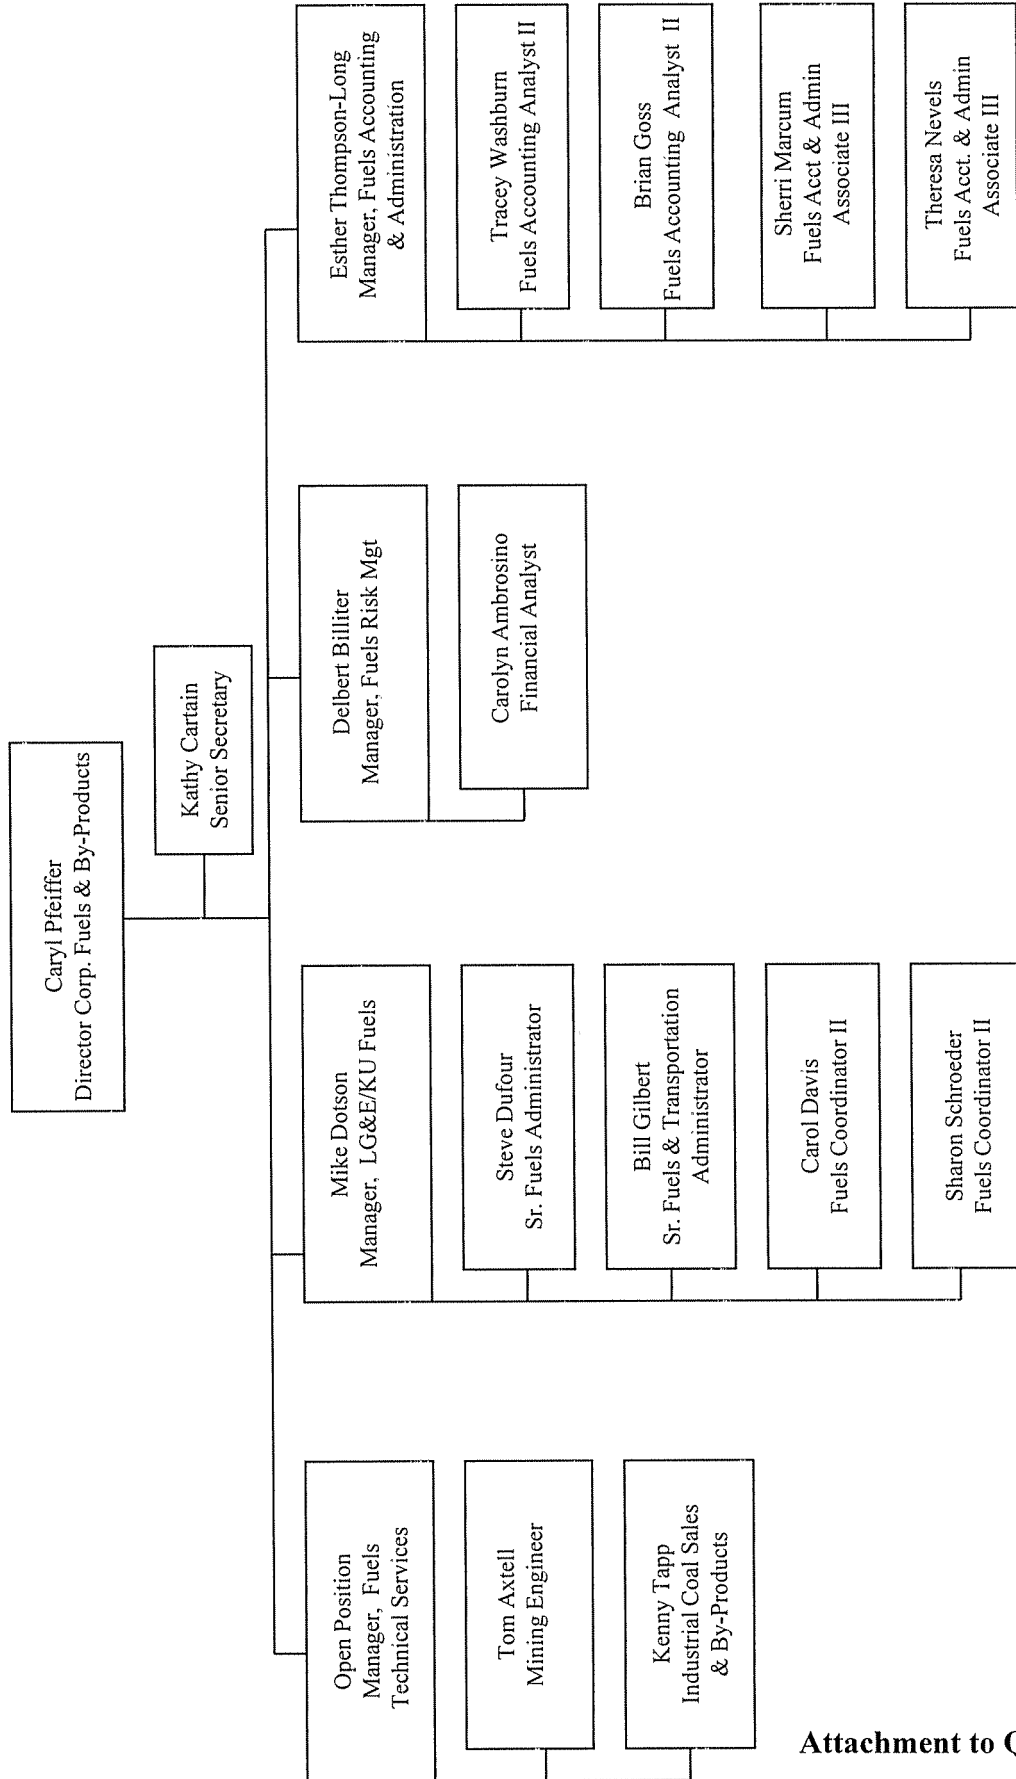 Caryl Pfeiffer
Director Corp. Fuels & By-Products
Kathy Cartain
Senior Secretary
Open Position
Manager, Fuels
Technical Services
Tom Axtell
Mining Engineer
Kenny Tapp
Industrial Coal Sales
& By-Products
Mike Dotson
Manager, LG&E/KU Fuels
Steve Dufour
Sr. Fuels Administrator
Bill Gilbert
Sr. Fuels & Transportation
Administrator
Carol Davis
Fuels Coordinator II
Sharon Schroeder
Fuels Coordinator II
Delbert Billiter
Manager, Fuels Risk Mgt
Carolyn Ambrosino
Financial Analyst
Esther Thompson-Long
Manager, Fuels Accounting
& Administration
Tracey Washburn
Fuels Accounting Analyst II
Brian Goss
Fuels Accounting Analyst II
Sherri Marcum
Fuels Acct & Admin
Associate III
Theresa Nevels
Fuels Acct. & Admin
Associate III
Attachment to